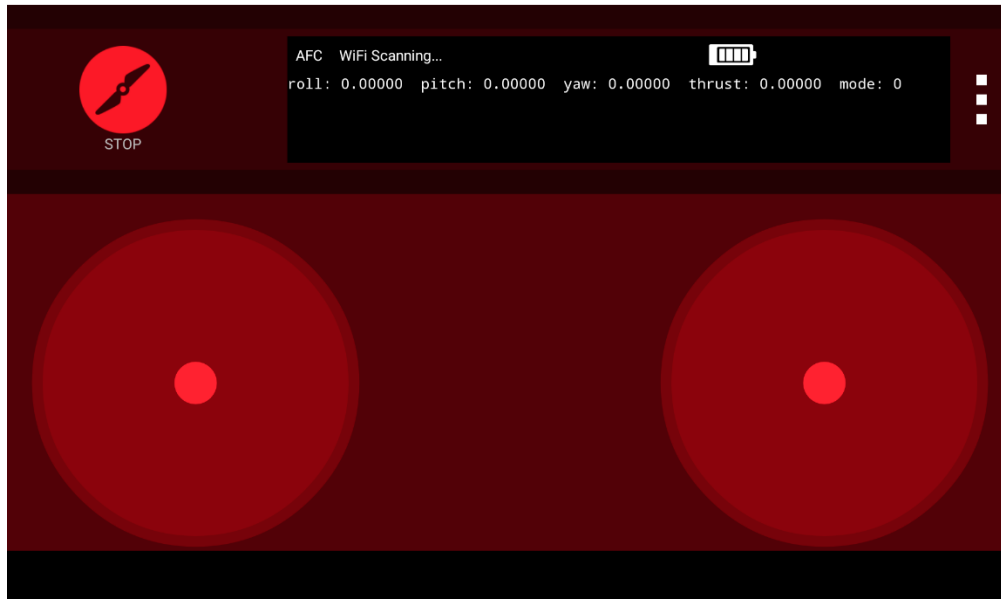 AFC WiFi Scanning...
roll: 0.00000 pitch: 0.00000 yaw: 0.00000 thrust: 0.00000 mode: 0
STOP